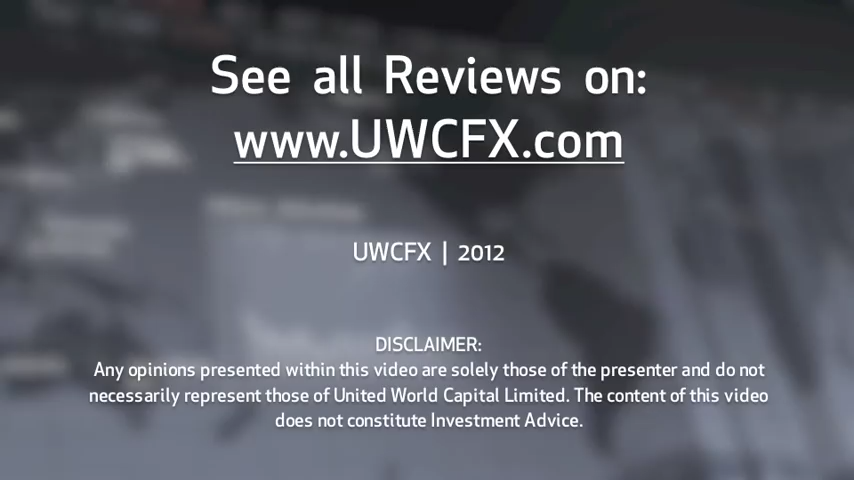 See all Reviews on:
www.UWCFX.com
UWCFX | 2012
DISCLAIMER:
Any opinions presented within this video are solely those of the presenter and do not
necessarily represent those of United World Capital Limited. The content of this video
does not constitute Investment Advice.